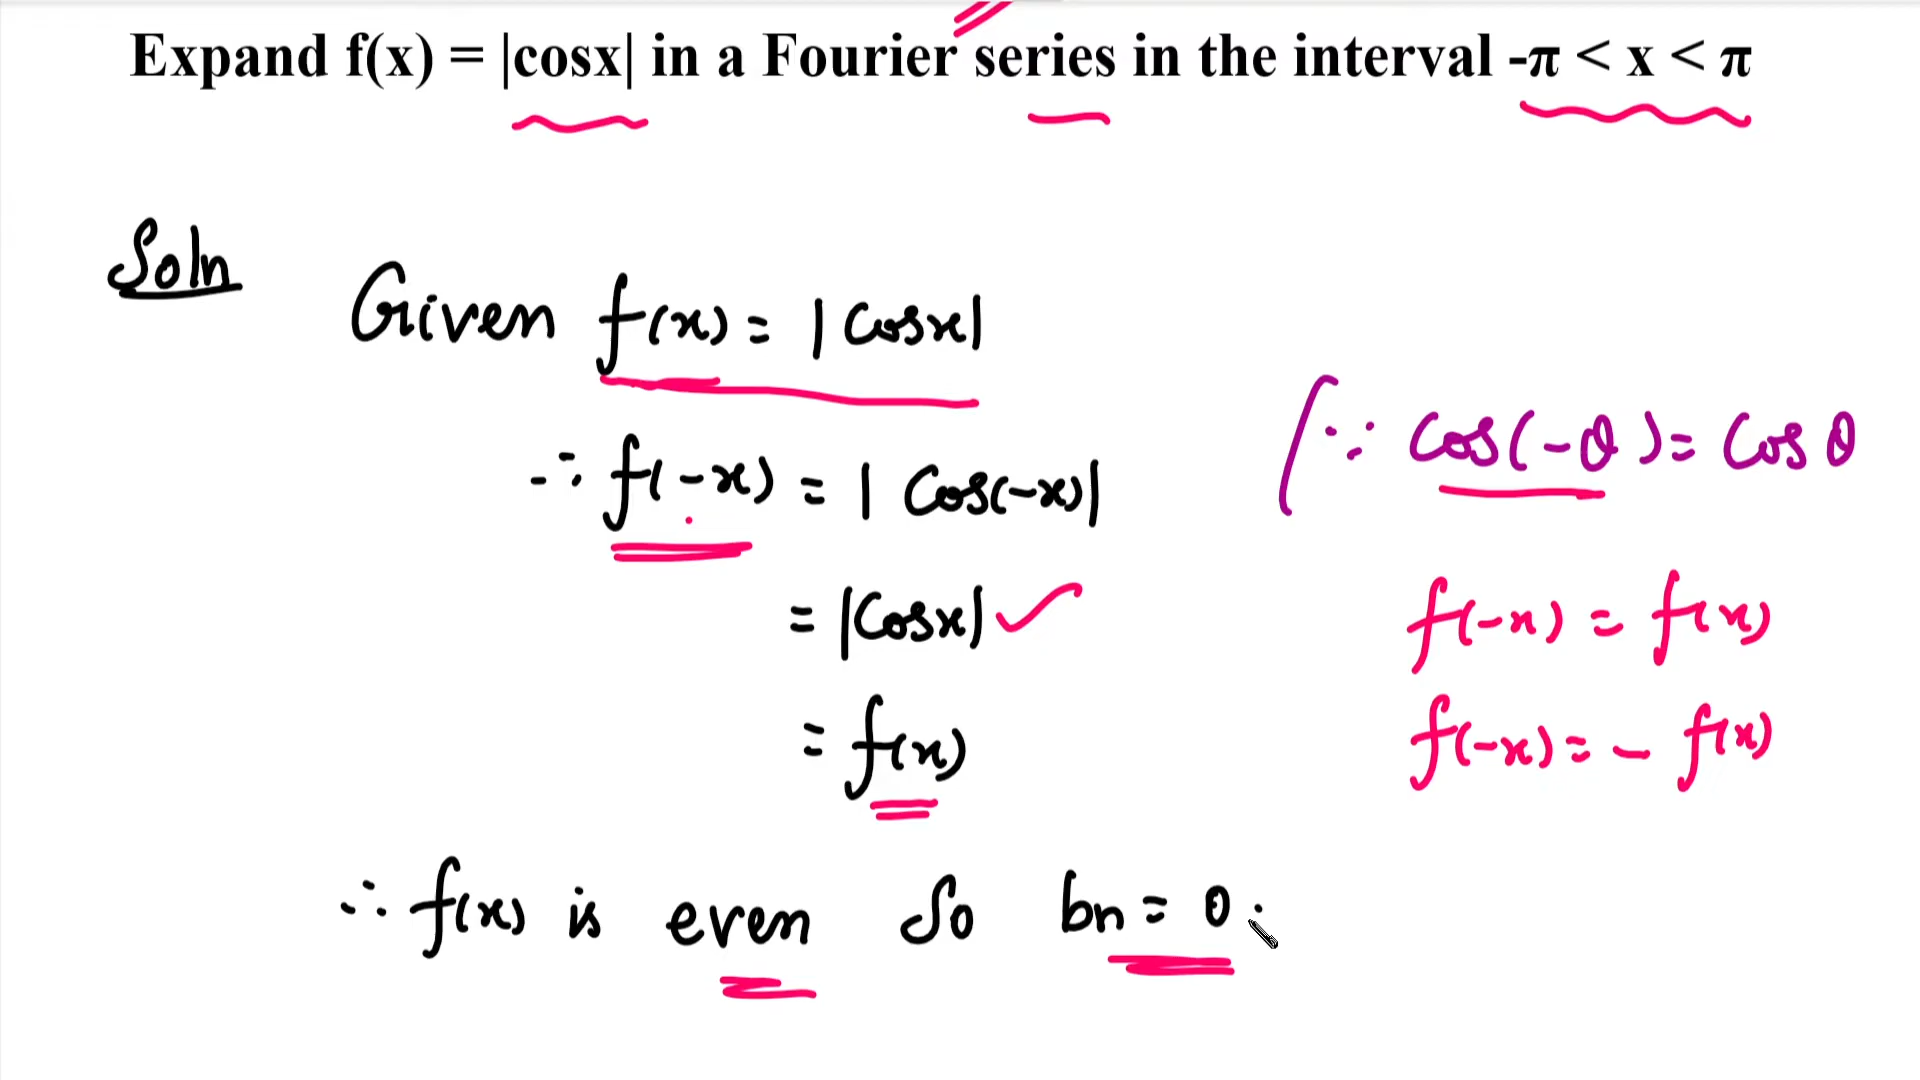 Expand f(x) = |cosx| in a Fourier series in the interval -π < x < π
Soln
Given f(x) = |Cosx|
∴ f(-x) = |Cos(-x)|
(∵ Cos(-θ) = Cosθ
= |Cosx| ✓
f(-x) = f(x)
= f(x)
f(-x) = - f(x)
∴ f(x) is even So bn = 0.